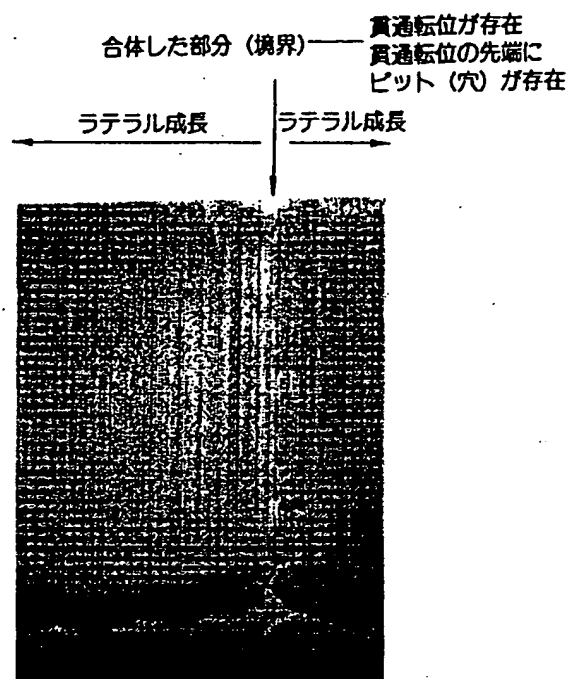 合体した部分（境界）
貫通転位が存在
貫通転位の先端に
ピット（穴）が存在
ラテラル成長
ラテラル成長